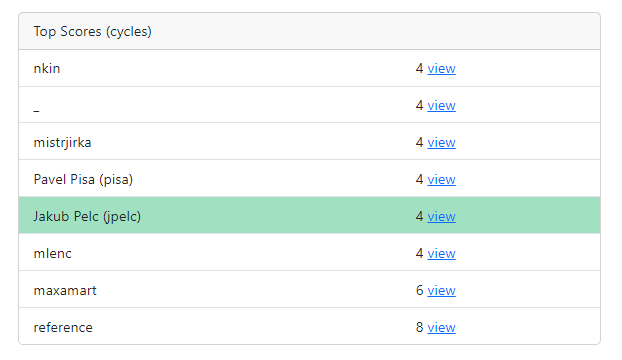 Top Scores (cycles)
nkin 4 view
_ 4 view
mistrjirka 4 view
Pavel Pisa (pisa) 4 view
Jakub Pelc (jpelc) 4 view
mlenc 4 view
maxamart 6 view
reference 8 view